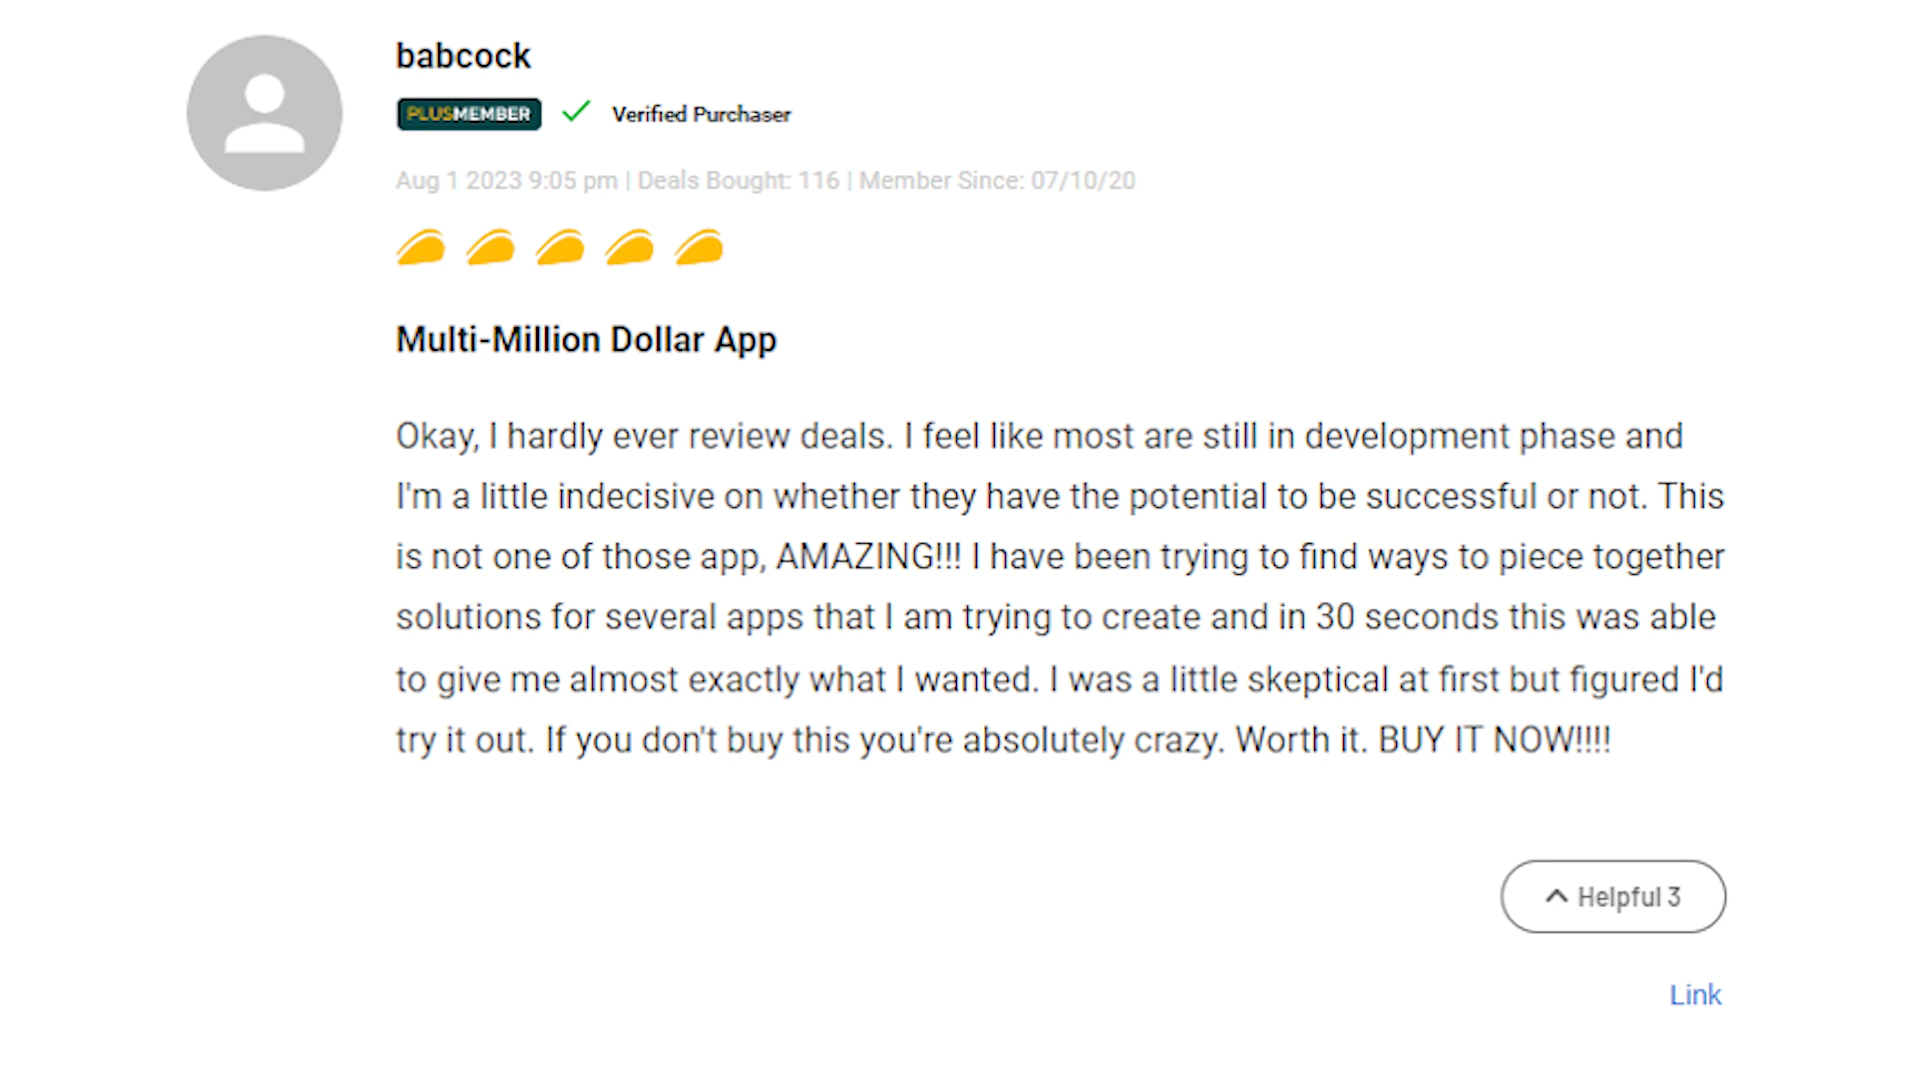 babcock
PLUSMEMBER Verified Purchaser
Aug 1 2023 9:05 pm | Deals Bought: 116 | Member Since: 07/10/20
Multi-Million Dollar App
Okay, I hardly ever review deals. I feel like most are still in development phase and
I'm a little indecisive on whether they have the potential to be successful or not. This
is not one of those app, AMAZING!!! I have been trying to find ways to piece together
solutions for several apps that I am trying to create and in 30 seconds this was able
to give me almost exactly what I wanted. I was a little skeptical at first but figured I'd
try it out. If you don't buy this you're absolutely crazy. Worth it. BUY IT NOW!!!!
Helpful 3
Link